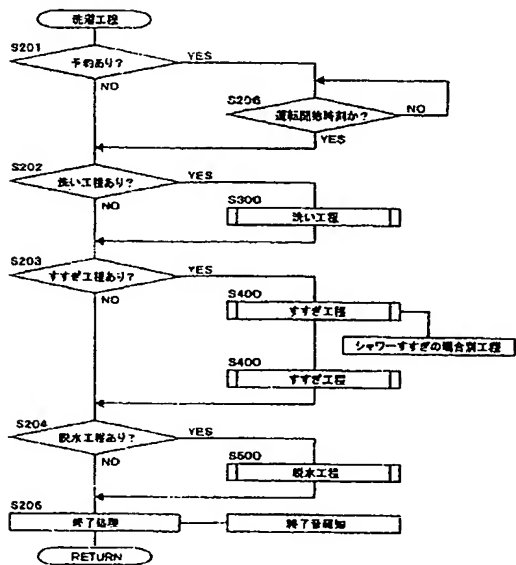 洗濯工程
S201
予約あり?
YES
NO
S206
運転開始時刻か?
NO
YES
S202
洗い工程あり?
YES
NO
S300
洗い工程
S203
すすぎ工程あり?
YES
NO
S400
すすぎ工程
シャワーすすぎの場合別工程
S400
すすぎ工程
S204
脱水工程あり?
YES
NO
S500
脱水工程
S205
終了処理
終了音報知
RETURN